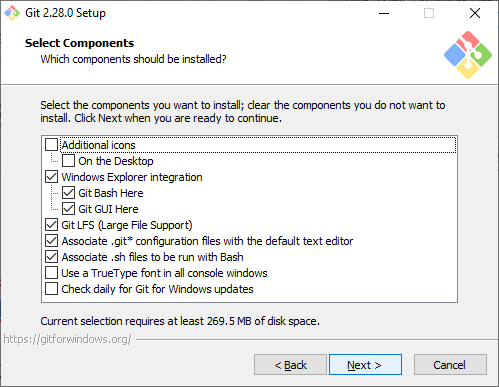 Git 2.28.0 Setup
Select Components
Which components should be installed?
Select the components you want to install; clear the components you do not want to
install. Click Next when you are ready to continue.
Additional icons
On the Desktop
Windows Explorer integration
Git Bash Here
Git GUI Here
Git LFS (Large File Support)
Associate .git* configuration files with the default text editor
Associate .sh files to be run with Bash
Use a TrueType font in all console windows
Check daily for Git for Windows updates
Current selection requires at least 269.5 MB of disk space.
https://gitforwindows.org/
< Back
Next >
Cancel